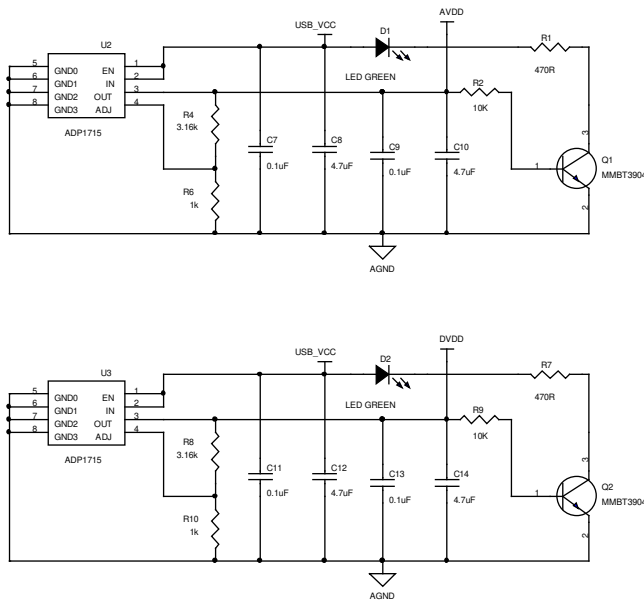 USB_VCC
AVDD
D1
R1
U2
5 GND0 EN 1
6 GND1 IN 2
7 GND2 OUT 3
8 GND3 ADJ 4
ADP1715
LED GREEN
470R
R2
10K
R4
3.16k
C7
0.1uF
C8
4.7uF
C9
0.1uF
C10
4.7uF
3
1
Q1
MMBT3904
2
R6
1k
AGND
USB_VCC
DVDD
D2
R7
U3
5 GND0 EN 1
6 GND1 IN 2
7 GND2 OUT 3
8 GND3 ADJ 4
ADP1715
LED GREEN
470R
R9
10K
R8
3.16k
C11
0.1uF
C12
4.7uF
C13
0.1uF
C14
4.7uF
3
1
Q2
MMBT3904
2
R10
1k
AGND